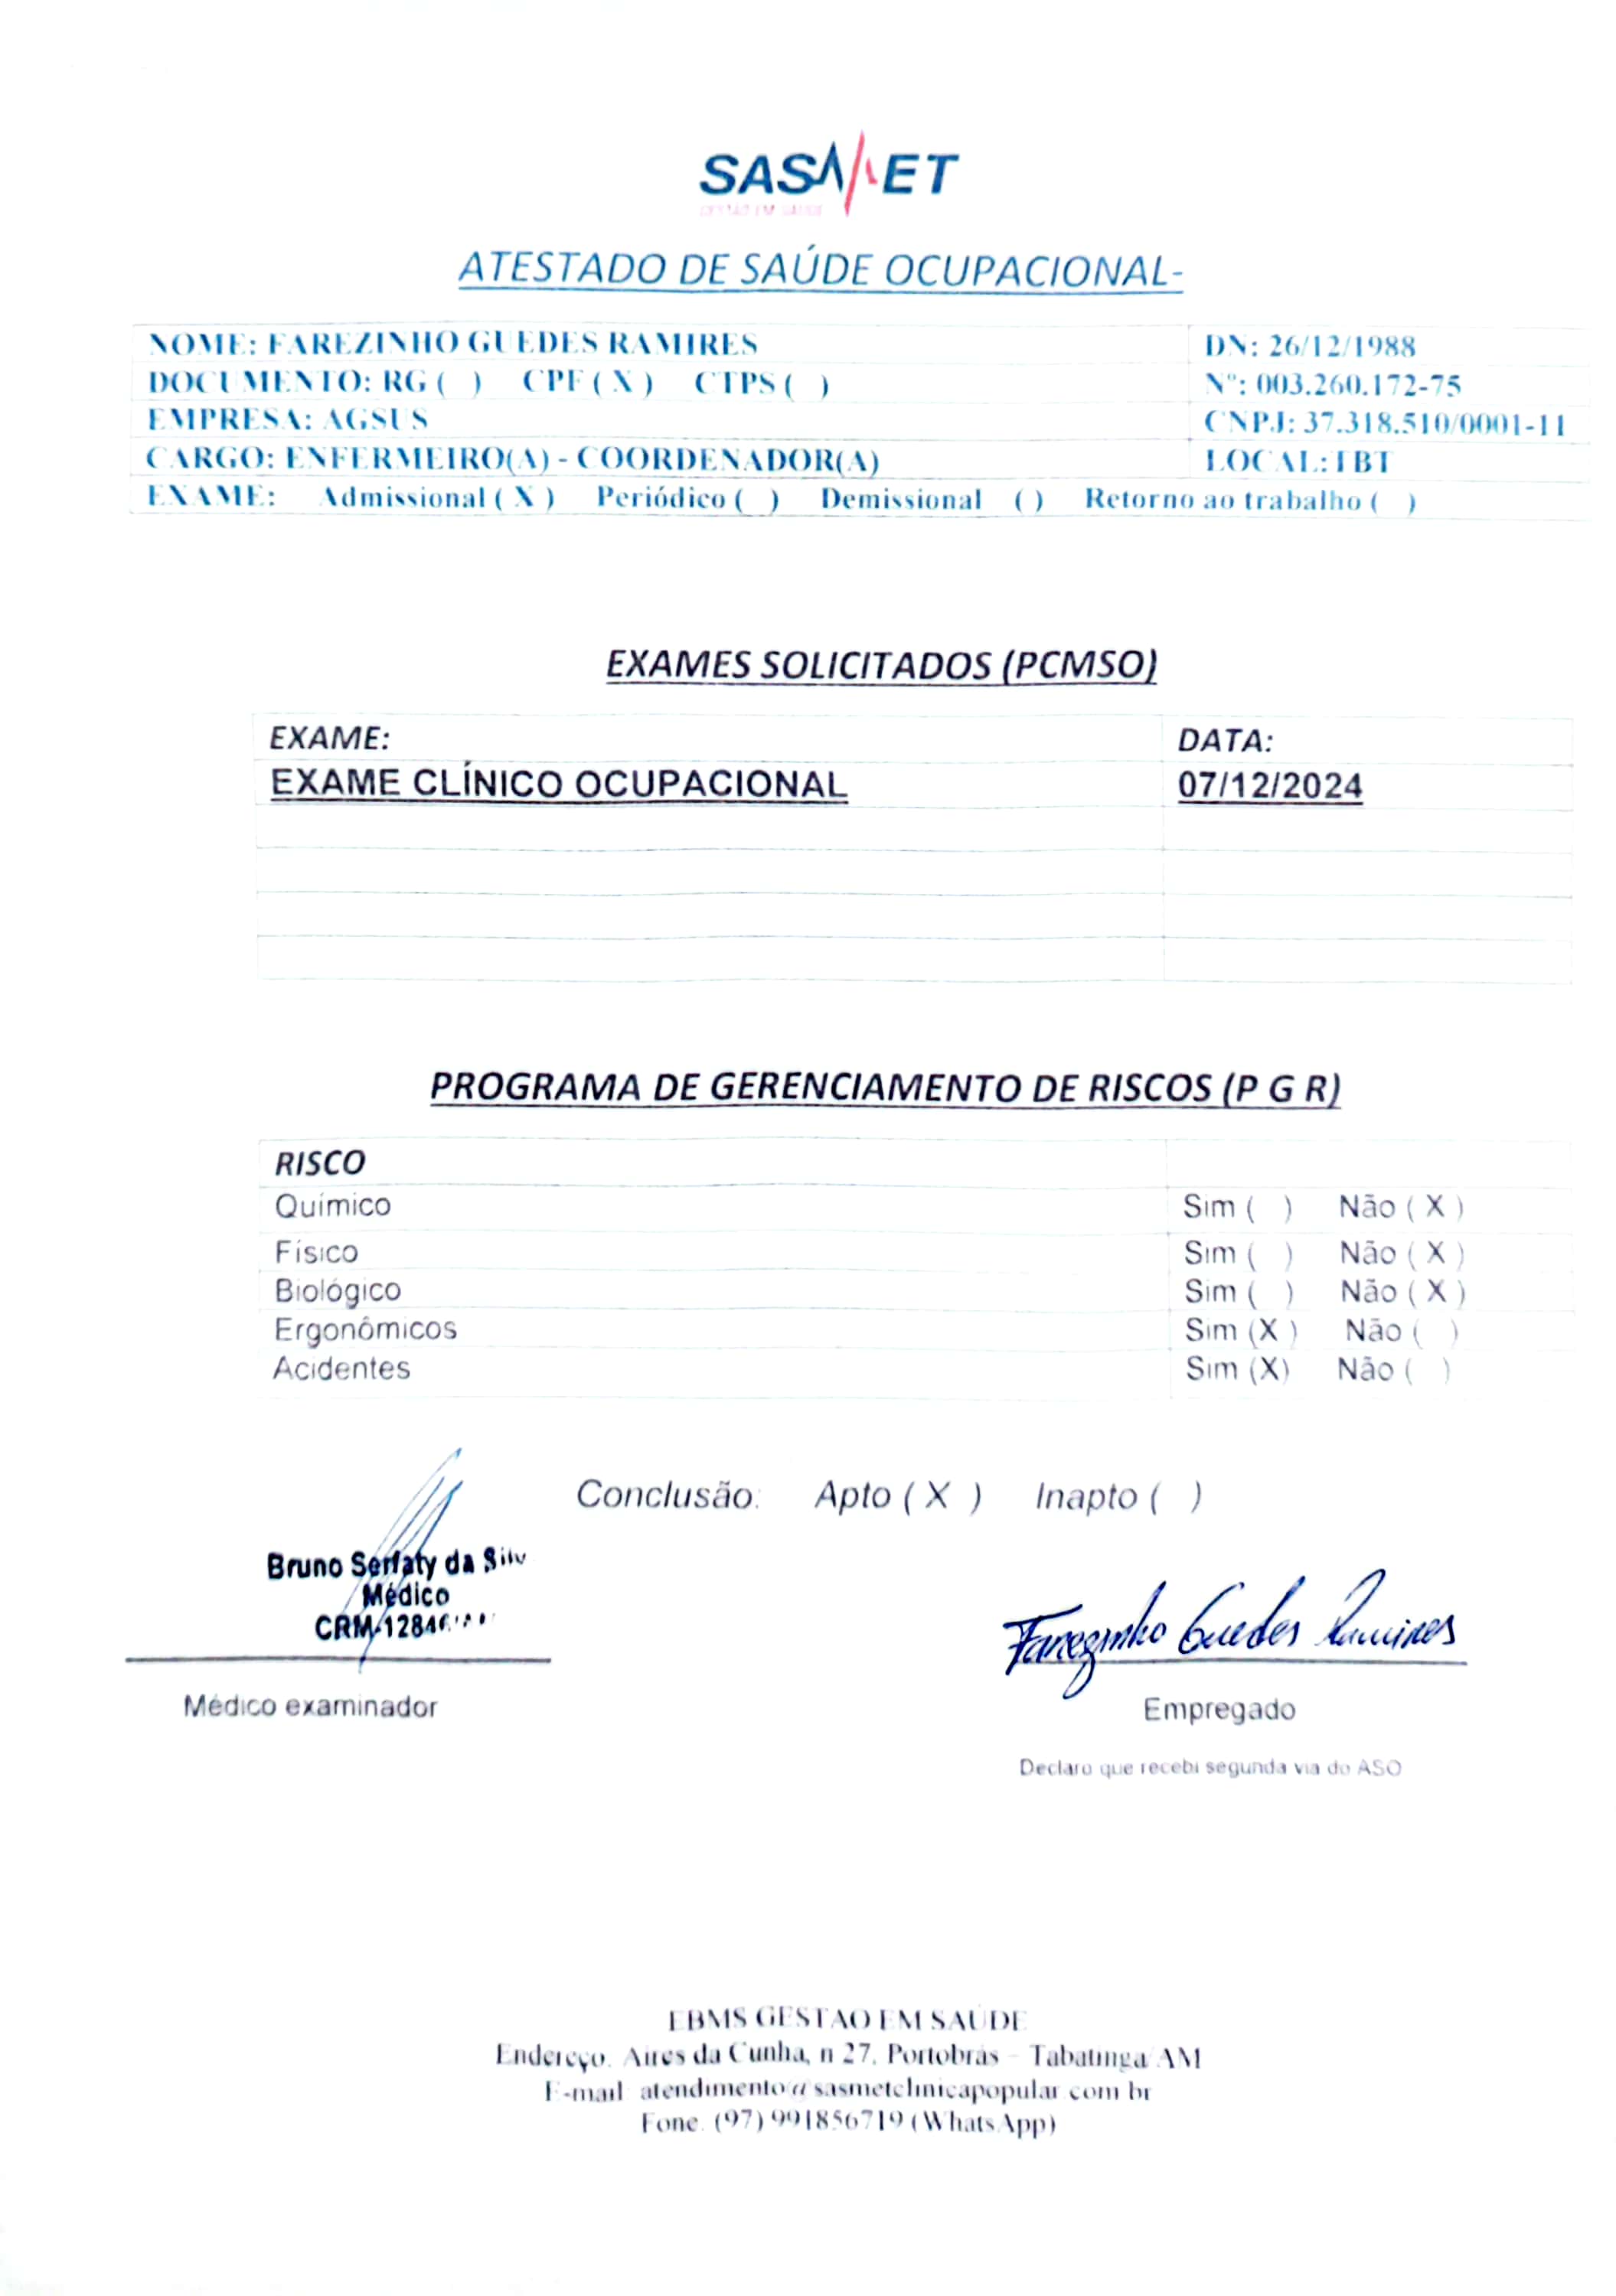 SASMET
GESTÃO EM SAÚDE
ATESTADO DE SAÚDE OCUPACIONAL-
NOME: FAREZINHO GUEDES RAMIRES DN: 26/12/1988
DOCUMENTO: RG ( ) CPF ( X ) CTPS ( ) Nº: 003.260.172-75
EMPRESA: AGSUS CNPJ: 37.318.510/0001-11
CARGO: ENFERMEIRO(A) - COORDENADOR(A) LOCAL: TBT
EXAME: Admissional ( X ) Periódico ( ) Demissional ( ) Retorno ao trabalho ( )
EXAMES SOLICITADOS (PCMSO)
EXAME: DATA:
EXAME CLÍNICO OCUPACIONAL 07/12/2024
PROGRAMA DE GERENCIAMENTO DE RISCOS (P G R)
RISCO
Químico Sim ( ) Não ( X )
Físico Sim ( ) Não ( X )
Biológico Sim ( ) Não ( X )
Ergonômicos Sim (X ) Não ( )
Acidentes Sim (X) Não ( )
Conclusão: Apto ( X ) Inapto ( )
Bruno Serfaty da Silv
Médico
CRM-12846
Farezinho Guedes Ramires
Médico examinador
Empregado
Declaro que recebi segunda via do ASO
EBMS GESTAO EM SAÚDE
Endereço. Aires da Cunha, n 27, Portobrás – Tabatinga/AM
E-mail: atendimento@sasmetclinicapopular.com.br
Fone. (97) 991856719 (WhatsApp)